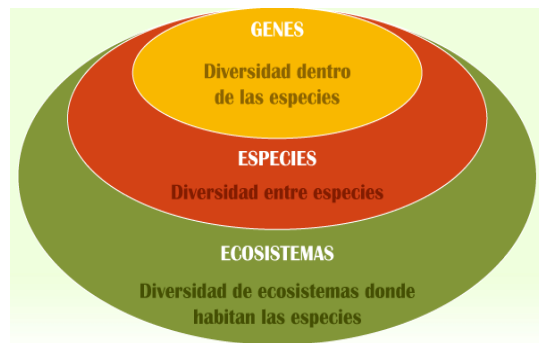 GENES
Diversidad dentro
de las especies
ESPECIES
Diversidad entre especies
ECOSISTEMAS
Diversidad de ecosistemas donde
habitan las especies